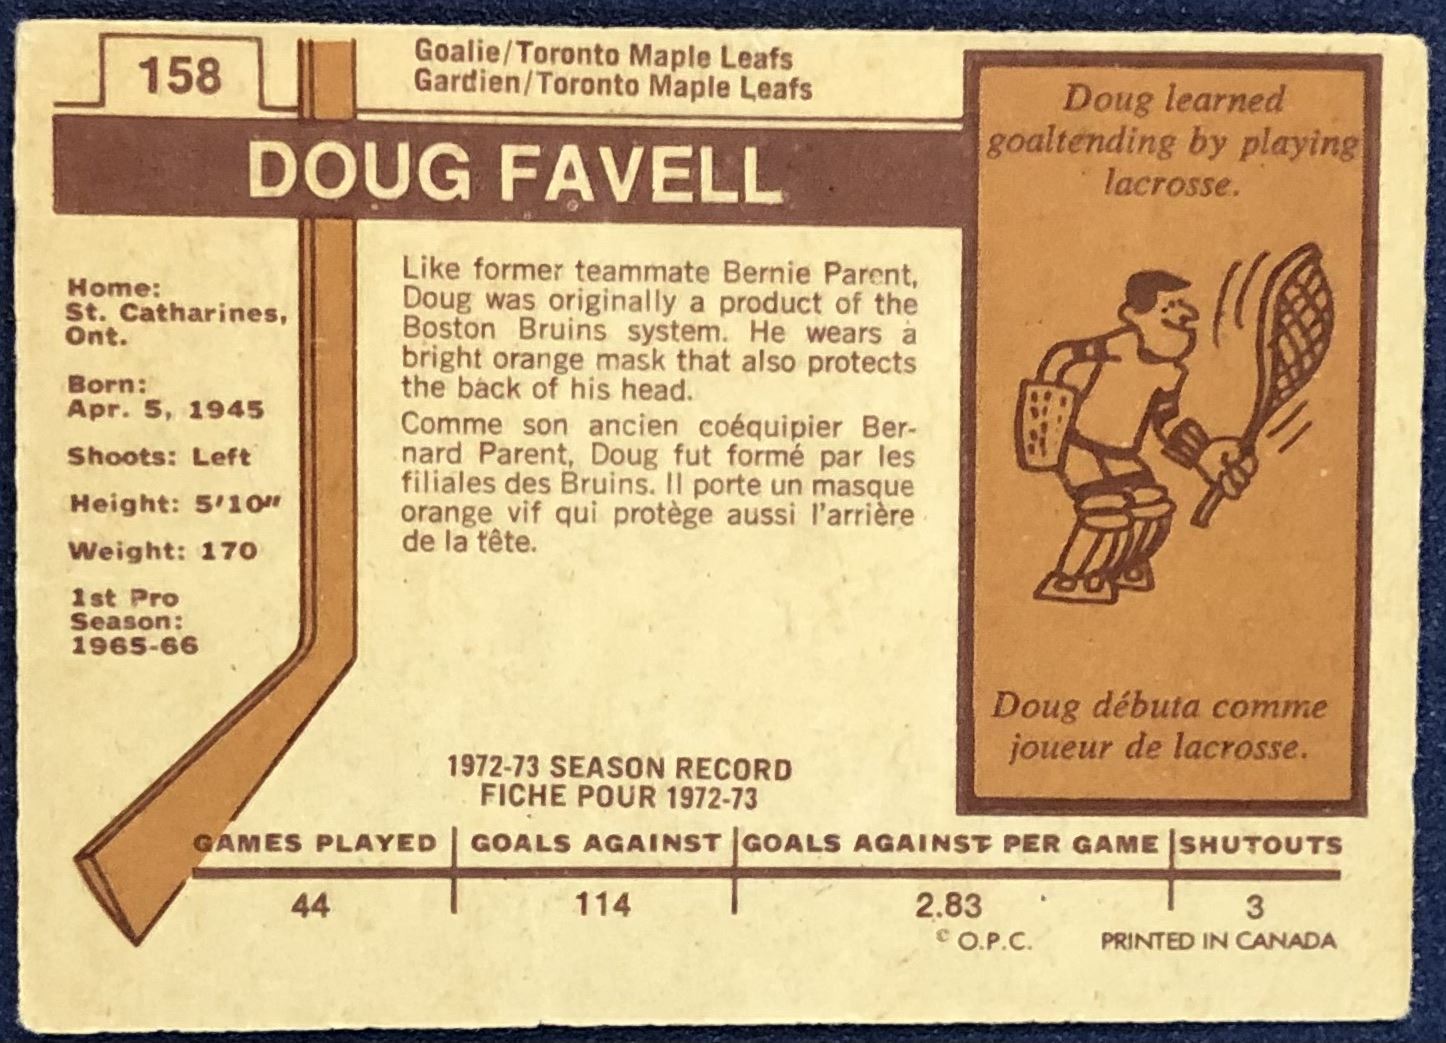 158
Goalie/Toronto Maple Leafs
Gardien/Toronto Maple Leafs
DOUG FAVELL
Home:
St. Catharines,
Ont.
Born:
Apr. 5, 1945
Shoots: Left
Height: 5'10"
Weight: 170
1st Pro
Season:
1965-66
Like former teammate Bernie Parent,
Doug was originally a product of the
Boston Bruins system. He wears a
bright orange mask that also protects
the back of his head.
Comme son ancien coéquipier Ber-
nard Parent, Doug fut formé par les
filiales des Bruins. Il porte un masque
orange vif qui protège aussi l'arrière
de la tête.
Doug learned
goaltending by playing
lacrosse.
Doug débuta comme
joueur de lacrosse.
1972-73 SEASON RECORD
FICHE POUR 1972-73
GAMES PLAYED GOALS AGAINST GOALS AGAINST PER GAME SHUTOUTS
44 114 2.83 3
© O.P.C. PRINTED IN CANADA